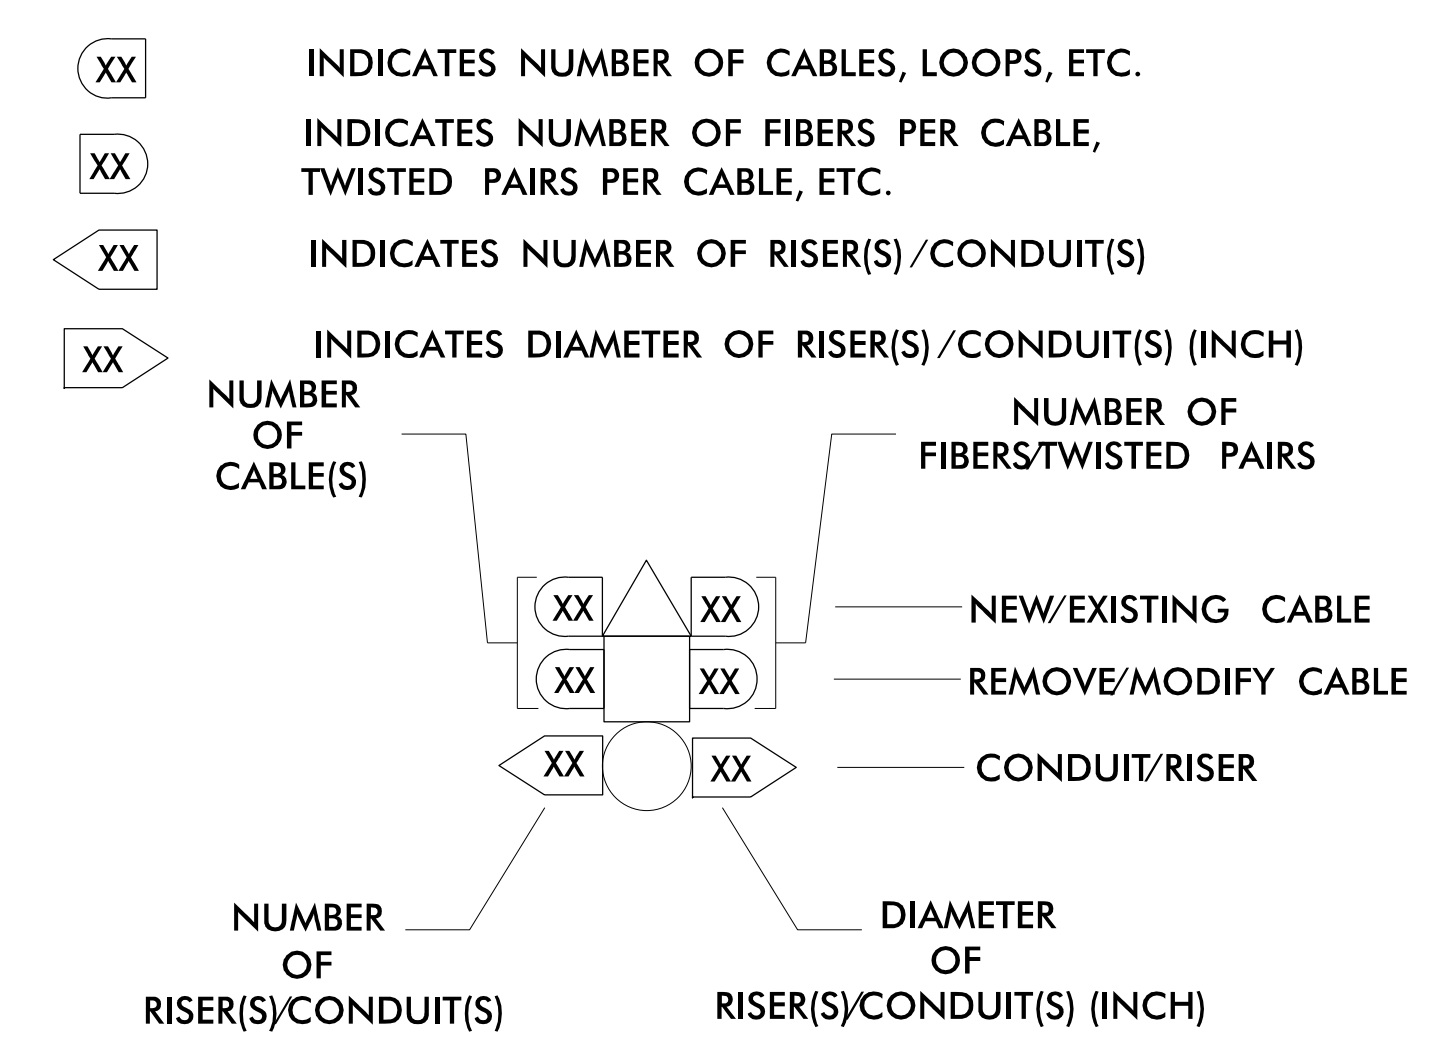 XX INDICATES NUMBER OF CABLES, LOOPS, ETC.
XX INDICATES NUMBER OF FIBERS PER CABLE,
TWISTED PAIRS PER CABLE, ETC.
XX INDICATES NUMBER OF RISER(S)/CONDUIT(S)
XX INDICATES DIAMETER OF RISER(S)/CONDUIT(S) (INCH)
NUMBER
OF
CABLE(S)
NUMBER OF
FIBERS/TWISTED PAIRS
XX XX NEW/EXISTING CABLE
XX XX REMOVE/MODIFY CABLE
XX XX CONDUIT/RISER
NUMBER
OF
RISER(S)/CONDUIT(S)
DIAMETER
OF
RISER(S)/CONDUIT(S) (INCH)